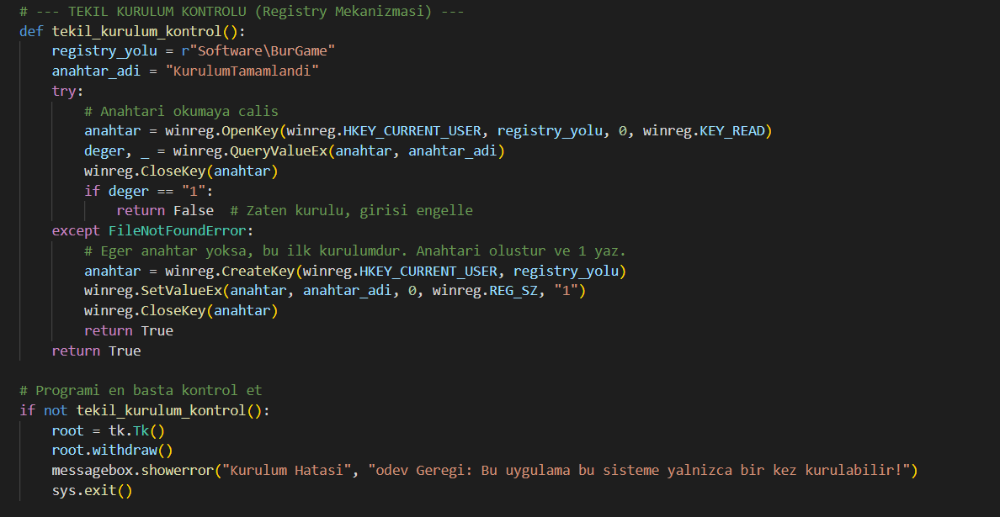 # --- TEKIL KURULUM KONTROLU (Registry Mekanizmasi) ---
def tekil_kurulum_kontrol():
    registry_yolu = r"Software\BurGame"
    anahtar_adi = "KurulumTamamlandi"
    try:
        # Anahtari okumaya calis
        anahtar = winreg.OpenKey(winreg.HKEY_CURRENT_USER, registry_yolu, 0, winreg.KEY_READ)
        deger, _ = winreg.QueryValueEx(anahtar, anahtar_adi)
        winreg.CloseKey(anahtar)
        if deger == "1":
            return False  # Zaten kurulu, girisi engelle
    except FileNotFoundError:
        # Eger anahtar yoksa, bu ilk kurulumdur. Anahtari olustur ve 1 yaz.
        anahtar = winreg.CreateKey(winreg.HKEY_CURRENT_USER, registry_yolu)
        winreg.SetValueEx(anahtar, anahtar_adi, 0, winreg.REG_SZ, "1")
        winreg.CloseKey(anahtar)
        return True
    return True

# Programi en basta kontrol et
if not tekil_kurulum_kontrol():
    root = tk.Tk()
    root.withdraw()
    messagebox.showerror("Kurulum Hatasi", "odev Geregi: Bu uygulama bu sisteme yalnizca bir kez kurulabilir!")
    sys.exit()